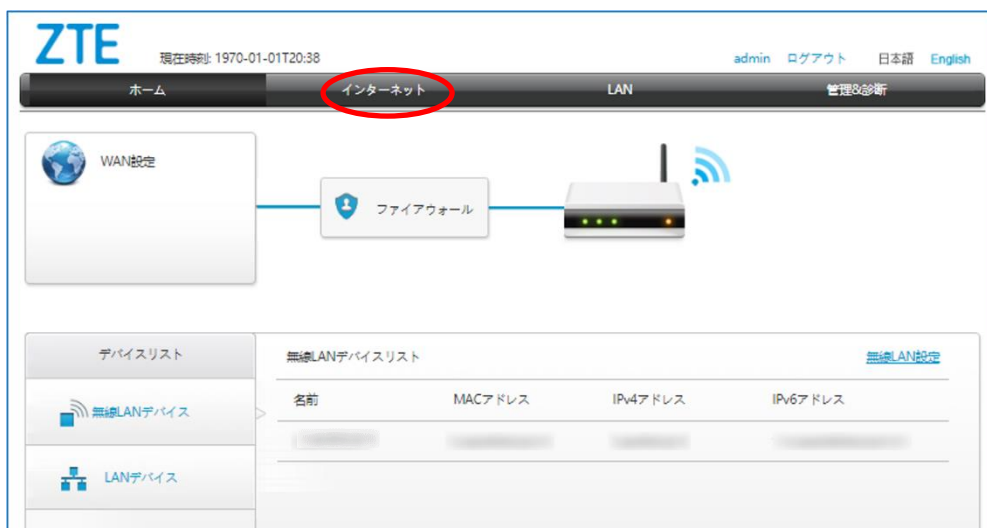 ZTE
現在時刻: 1970-01-01T20:38
admin ログアウト 日本語 English
ホーム インターネット LAN 管理&診断
WAN設定
ファイアウォール
デバイスリスト
無線LANデバイスリスト 無線LAN設定
名前 MACアドレス IPv4アドレス IPv6アドレス
無線LANデバイス
LANデバイス